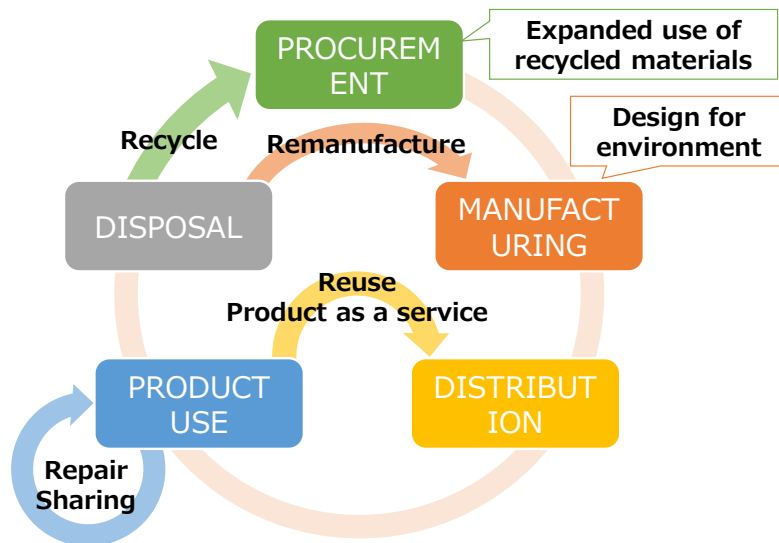 PROCUREM
ENT
Expanded use of
recycled materials
Design for
environment
Recycle
Remanufacture
DISPOSAL
MANUFACT
URING
Reuse
Product as a service
PRODUCT
USE
DISTRIBUT
ION
Repair
Sharing